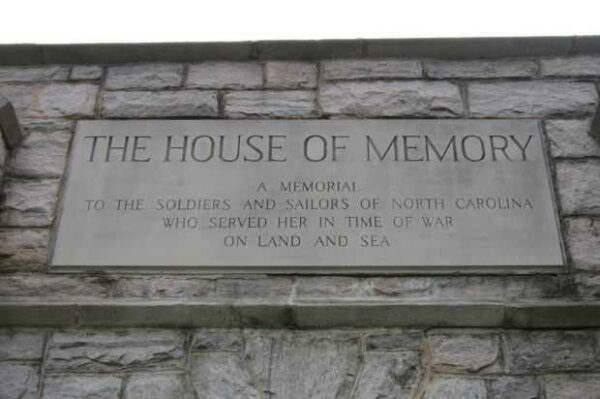 THE HOUSE OF MEMORY
A MEMORIAL
TO THE SOLDIERS AND SAILORS OF NORTH CAROLINA
WHO SERVED HER IN TIME OF WAR
ON LAND AND SEA